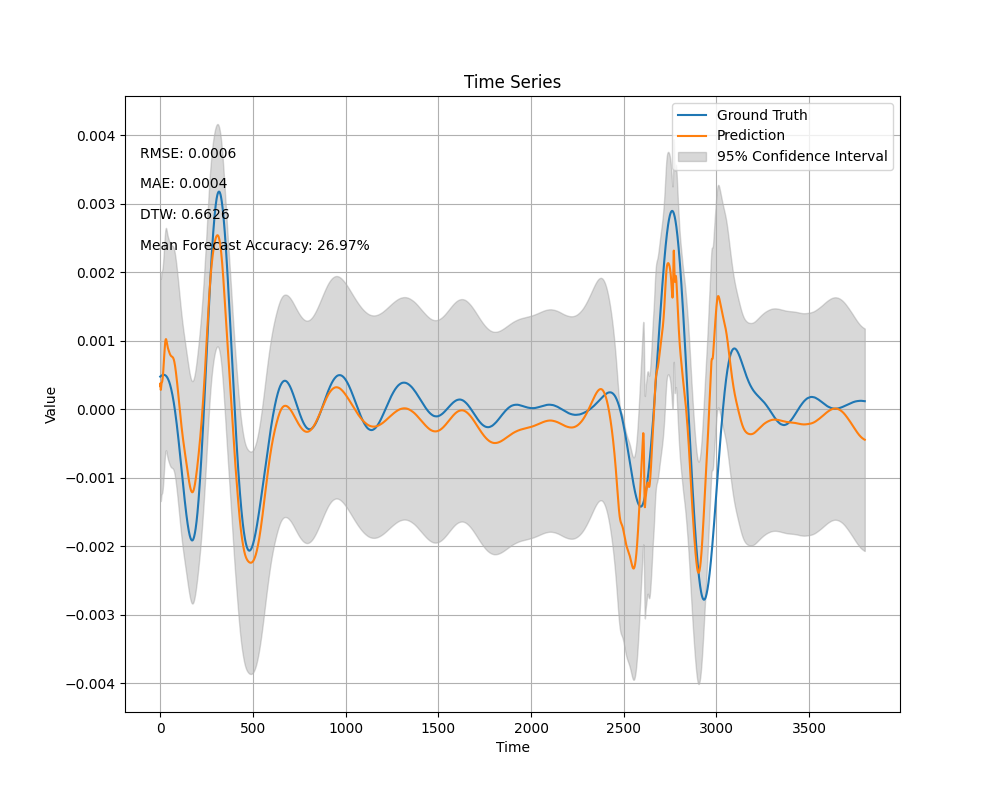 Time Series
Ground Truth
Prediction
95% Confidence Interval
RMSE: 0.0006
MAE: 0.0004
DTW: 0.6626
Mean Forecast Accuracy: 26.97%
Value
0.004
0.003
0.002
0.001
0.000
−0.001
−0.002
−0.003
−0.004
0 500 1000 1500 2000 2500 3000 3500
Time